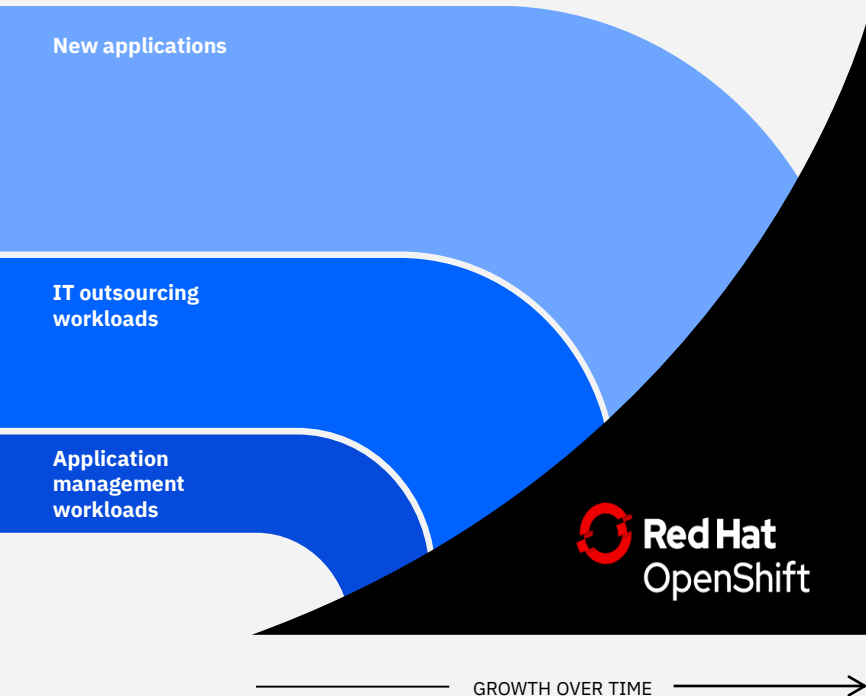 New applications
IT outsourcing
workloads
Application
management
workloads
Red Hat
OpenShift
GROWTH OVER TIME